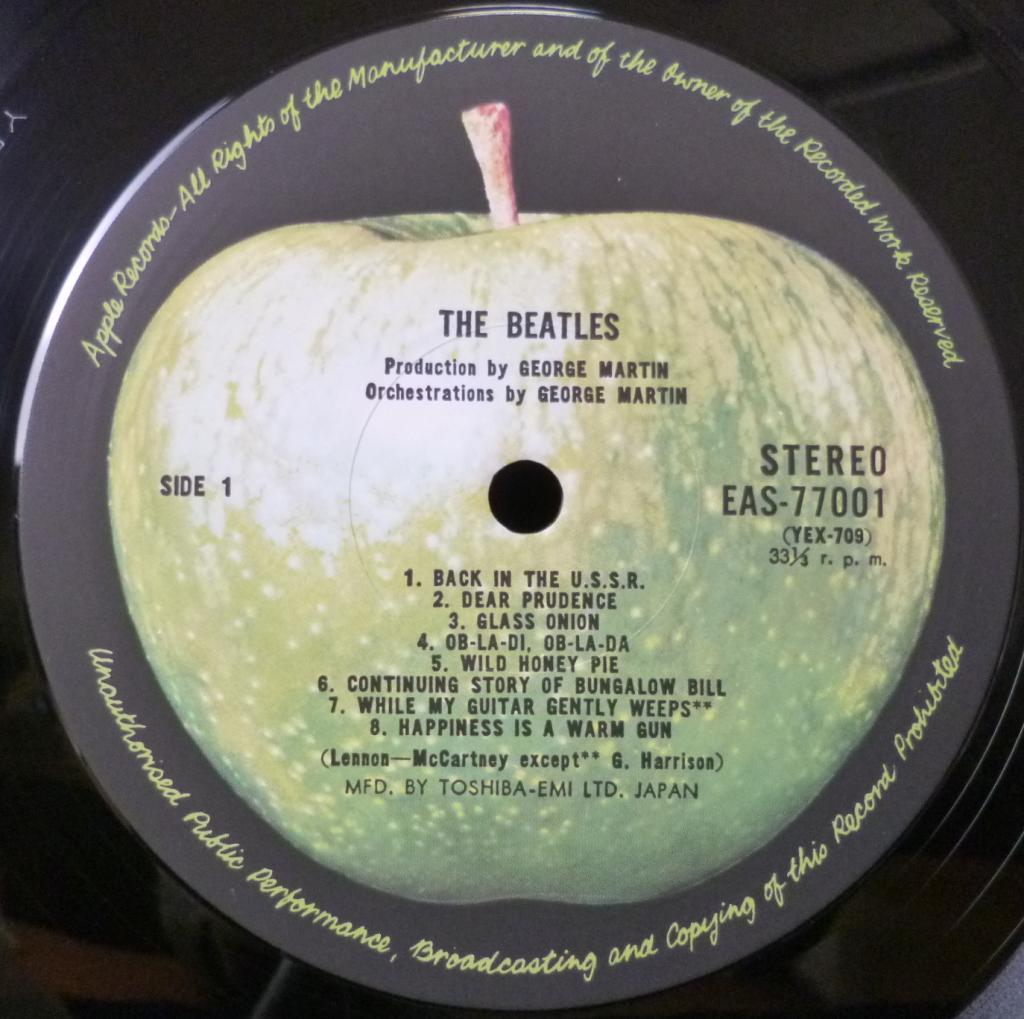 Apple Records-All Rights of the Manufacturer and of the Owner of the Recorded Work Reserved
THE BEATLES
Production by GEORGE MARTIN
Orchestrations by GEORGE MARTIN
SIDE 1
STEREO
EAS-77001
(YEX-709)
33⅓ r. p. m.
1. BACK IN THE U.S.S.R.
2. DEAR PRUDENCE
3. GLASS ONION
4. OB-LA-DI, OB-LA-DA
5. WILD HONEY PIE
6. CONTINUING STORY OF BUNGALOW BILL
7. WHILE MY GUITAR GENTLY WEEPS**
8. HAPPINESS IS A WARM GUN
(Lennon—McCartney except** G. Harrison)
MFD. BY TOSHIBA-EMI LTD. JAPAN
Unauthorised Public Performance, Broadcasting and Copying of this Record Prohibited